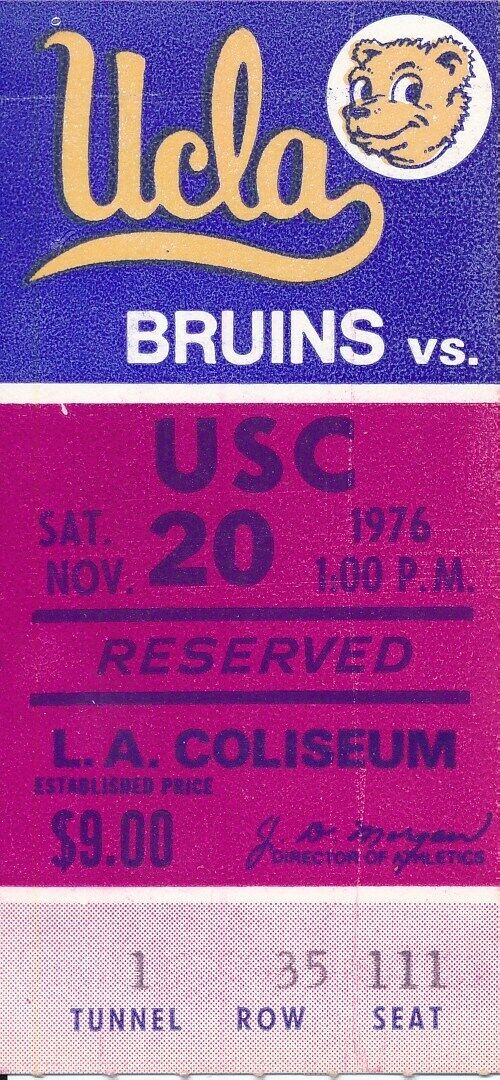 Ucla
BRUINS vs.
USC
SAT. NOV. 20 1976 1:00 P.M.
RESERVED
L.A. COLISEUM
ESTABLISHED PRICE
$9.00
J. D. Morgan
DIRECTOR OF ATHLETICS
1 35 111
TUNNEL ROW SEAT